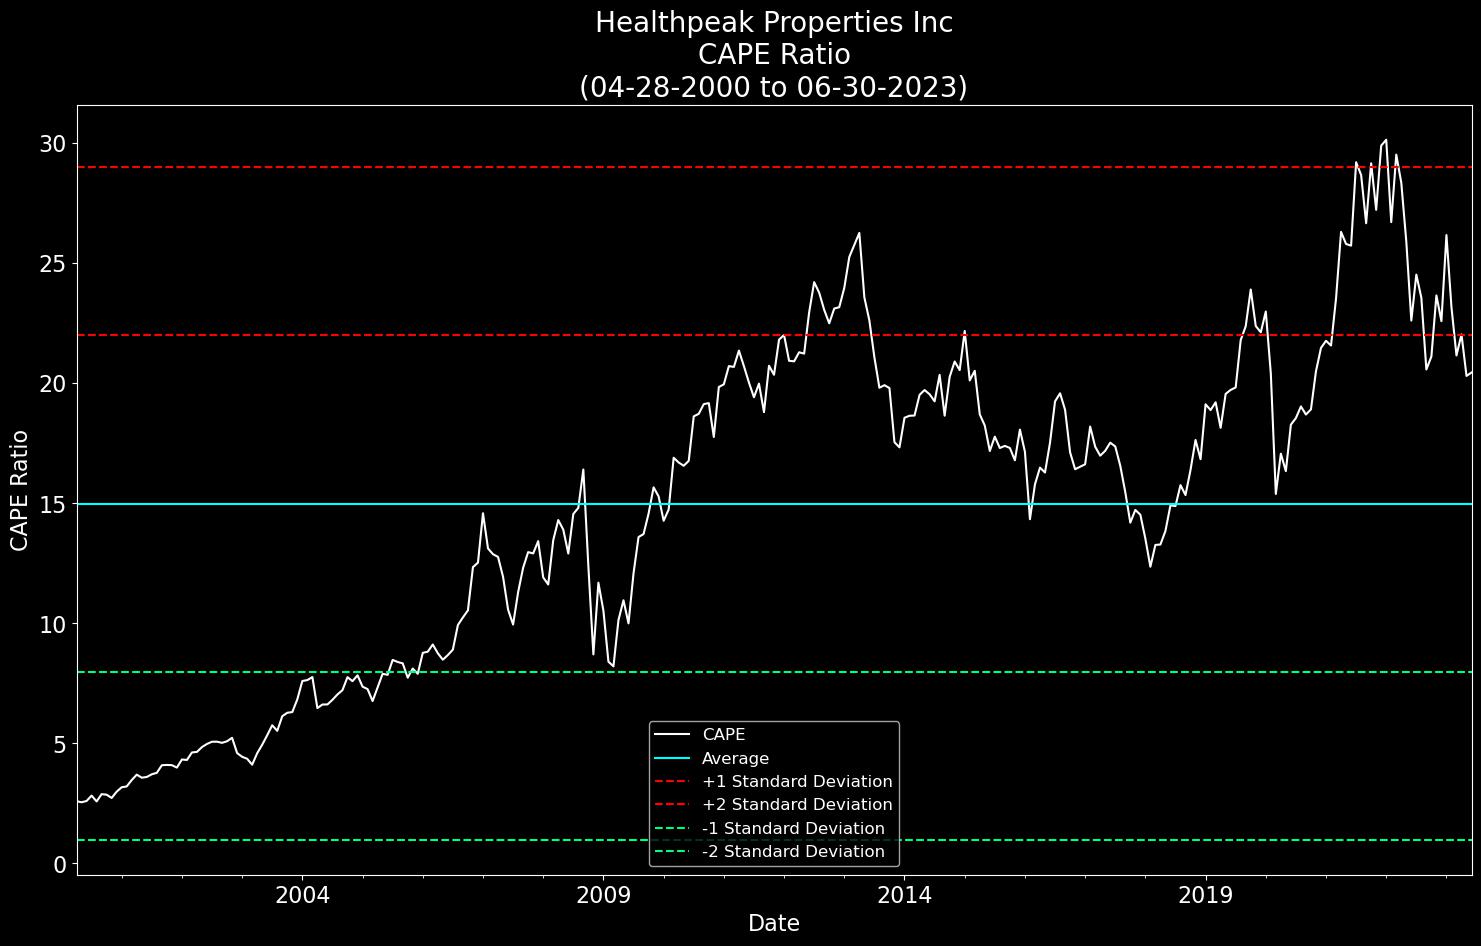 Healthpeak Properties Inc
CAPE Ratio
(04-28-2000 to 06-30-2023)
30
25
20
15
10
5
0
CAPE Ratio
CAPE
Average
+1 Standard Deviation
+2 Standard Deviation
-1 Standard Deviation
-2 Standard Deviation
2004
2009
2014
2019
Date